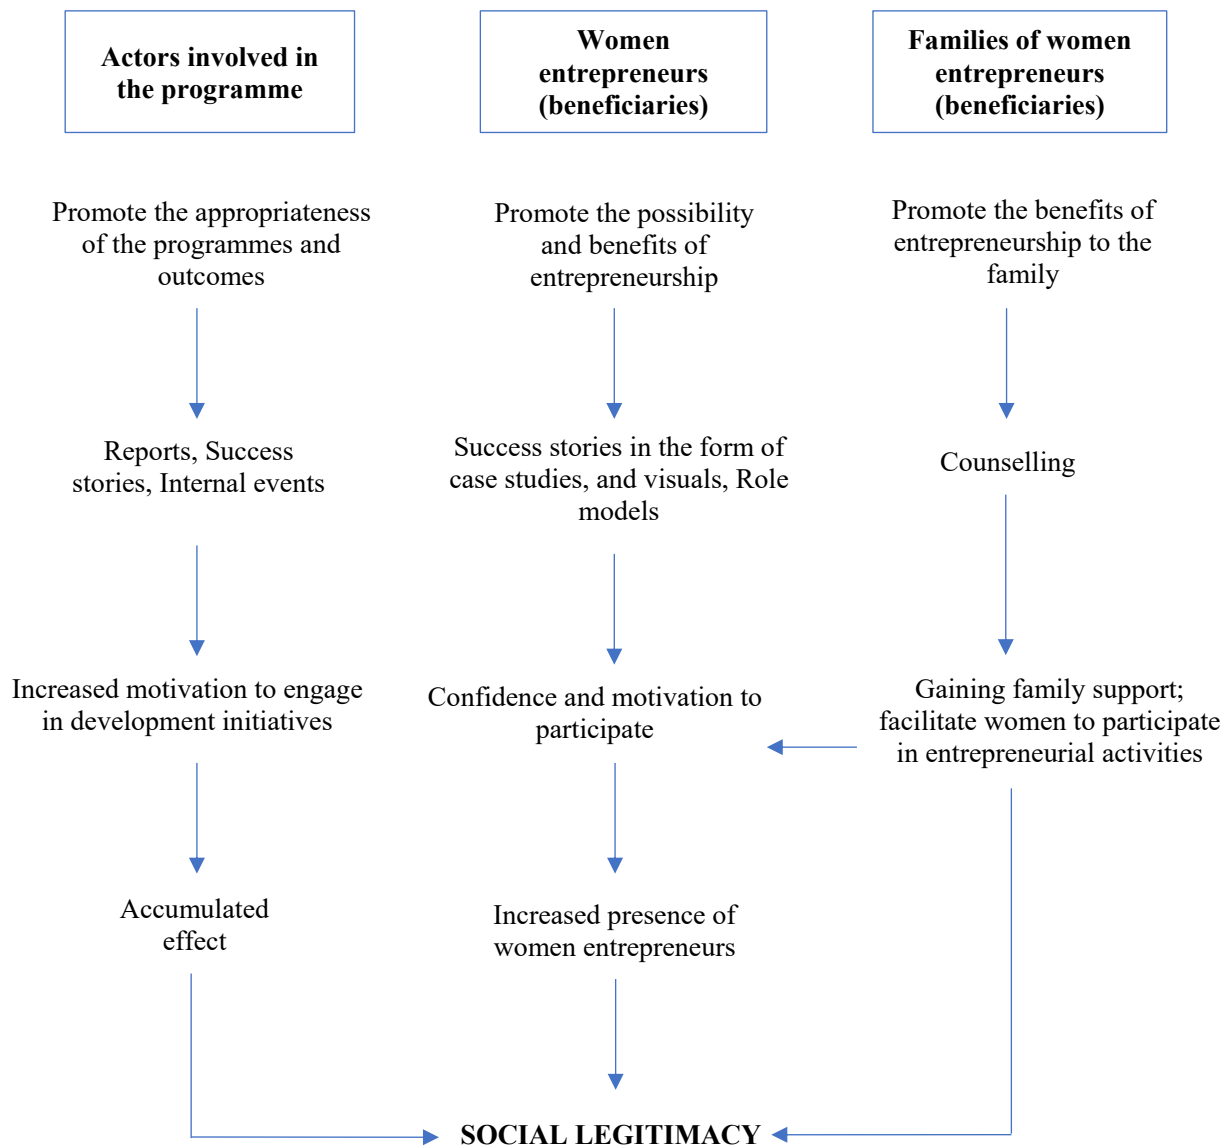 Actors involved in
the programme
Women
entrepreneurs
(beneficiaries)
Families of women
entrepreneurs
(beneficiaries)
Promote the appropriateness
of the programmes and
outcomes
Promote the possibility
and benefits of
entrepreneurship
Promote the benefits of
entrepreneurship to the
family
Reports, Success
stories, Internal events
Success stories in the form of
case studies, and visuals, Role
models
Counselling
Increased motivation to engage
in development initiatives
Confidence and motivation to
participate
Gaining family support;
facilitate women to participate
in entrepreneurial activities
Accumulated
effect
Increased presence of
women entrepreneurs
SOCIAL LEGITIMACY